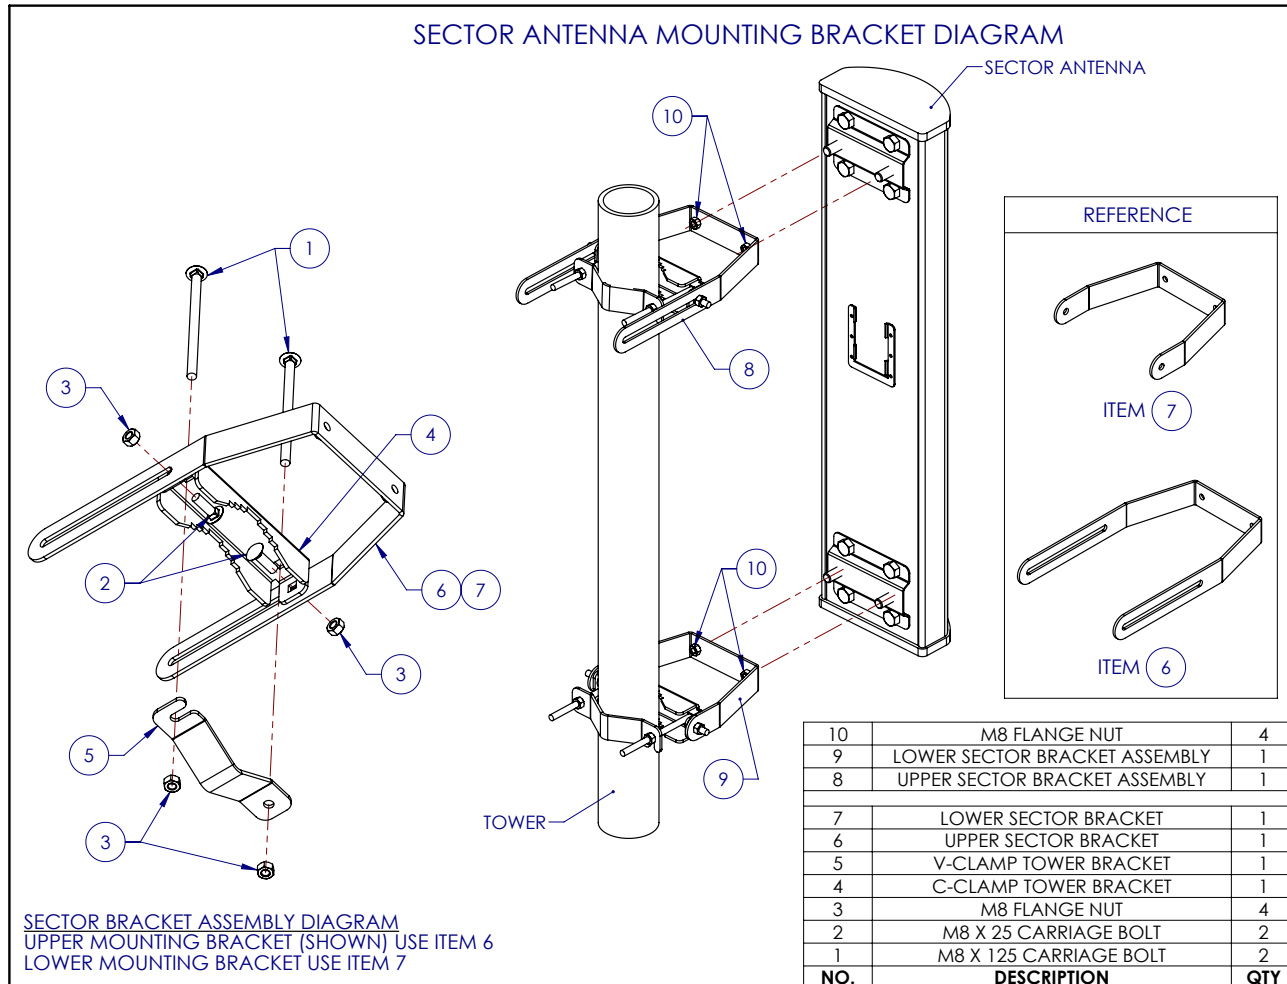 SECTOR ANTENNA MOUNTING BRACKET DIAGRAM
SECTOR ANTENNA
10
1
3
4
8
2
6 7
3
5
3
10
9
TOWER
REFERENCE
ITEM 7
ITEM 6
SECTOR BRACKET ASSEMBLY DIAGRAM
UPPER MOUNTING BRACKET (SHOWN) USE ITEM 6
LOWER MOUNTING BRACKET USE ITEM 7
10 M8 FLANGE NUT 4
9 LOWER SECTOR BRACKET ASSEMBLY 1
8 UPPER SECTOR BRACKET ASSEMBLY 1
7 LOWER SECTOR BRACKET 1
6 UPPER SECTOR BRACKET 1
5 V-CLAMP TOWER BRACKET 1
4 C-CLAMP TOWER BRACKET 1
3 M8 FLANGE NUT 4
2 M8 X 25 CARRIAGE BOLT 2
1 M8 X 125 CARRIAGE BOLT 2
NO. DESCRIPTION QTY